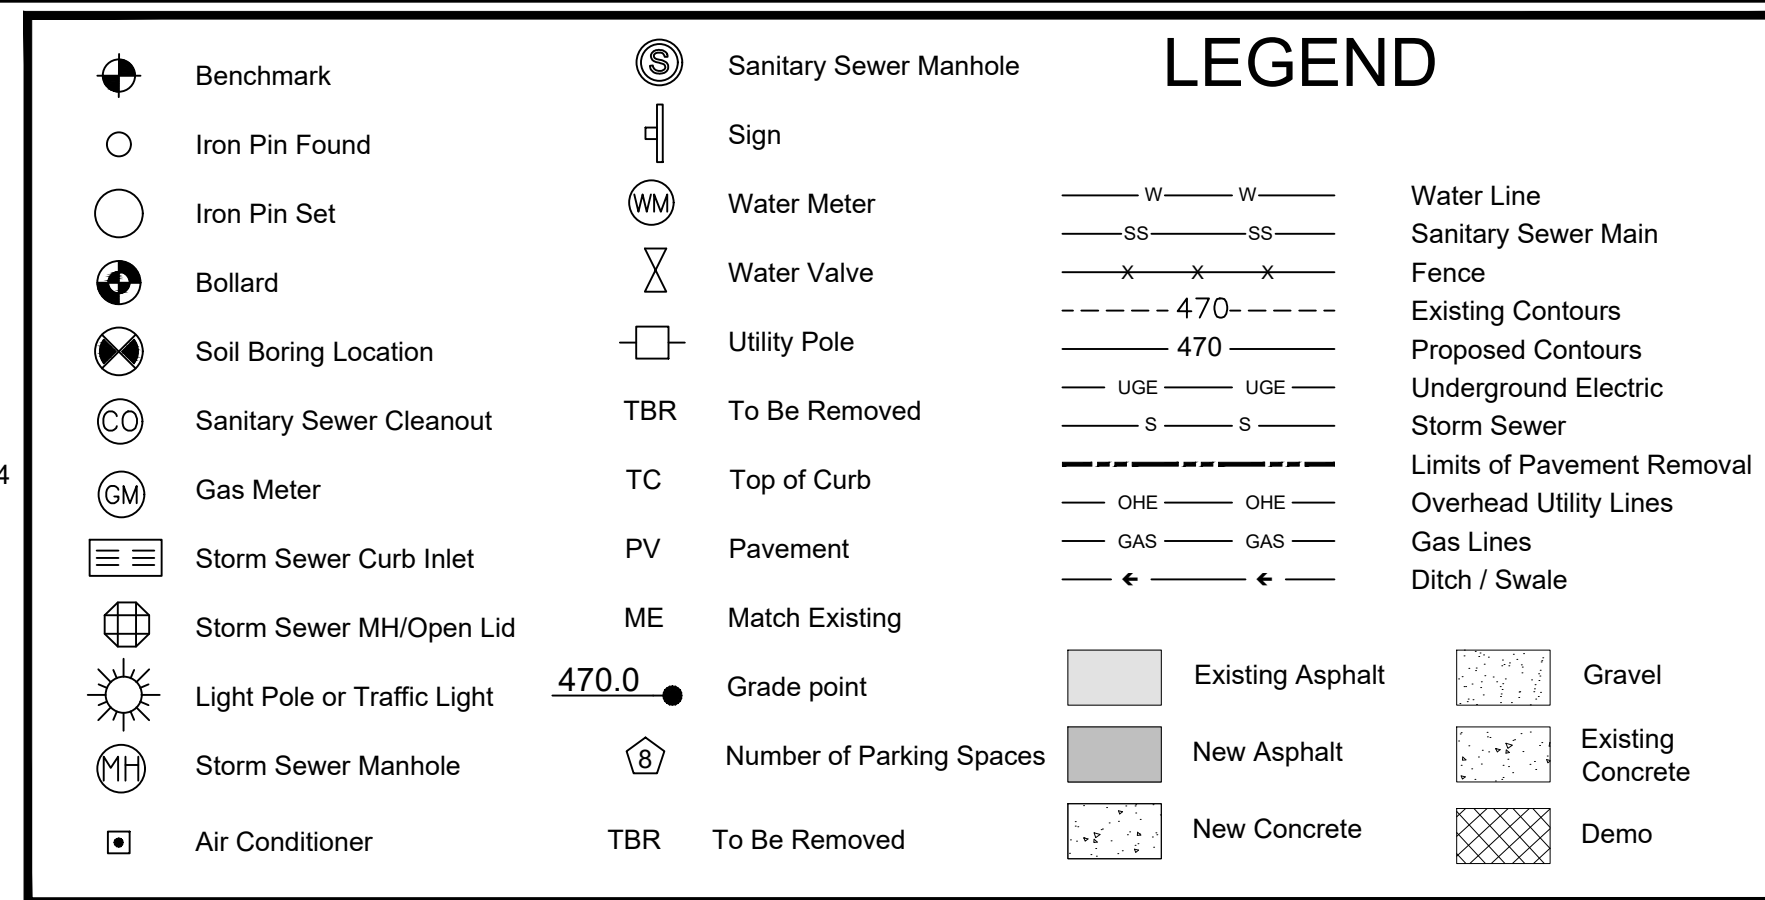 LEGEND
Benchmark
Iron Pin Found
Iron Pin Set
Bollard
Soil Boring Location
CO Sanitary Sewer Cleanout
GM Gas Meter
Storm Sewer Curb Inlet
Storm Sewer MH/Open Lid
Light Pole or Traffic Light
MH Storm Sewer Manhole
Air Conditioner
4
S Sanitary Sewer Manhole
Sign
WM Water Meter
Water Valve
Utility Pole
TBR To Be Removed
TC Top of Curb
PV Pavement
ME Match Existing
470.0 Grade point
8 Number of Parking Spaces
TBR To Be Removed
W W Water Line
SS SS Sanitary Sewer Main
X X X Fence
470 Existing Contours
470 Proposed Contours
UGE UGE Underground Electric
S S Storm Sewer
Limits of Pavement Removal
OHE OHE Overhead Utility Lines
GAS GAS Gas Lines
Ditch / Swale
Existing Asphalt
New Asphalt
New Concrete
Gravel
Existing
Concrete
Demo